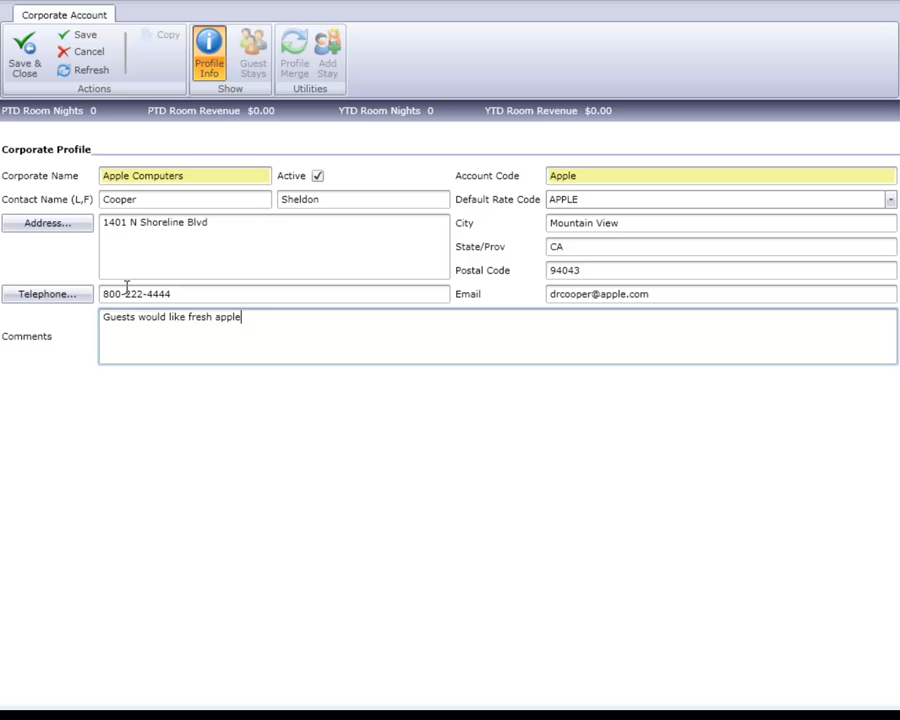 Corporate Account
Save & Close
Save
Cancel
Refresh
Copy
Actions
Profile Info
Guest Stays
Show
Profile Merge
Add Stay
Utilities
PTD Room Nights 0 PTD Room Revenue $0.00 YTD Room Nights 0 YTD Room Revenue $0.00
Corporate Profile
Corporate Name Apple Computers Active Account Code Apple
Contact Name (L,F) Cooper Sheldon Default Rate Code APPLE
Address... 1401 N Shoreline Blvd City Mountain View
State/Prov CA
Postal Code 94043
Telephone... 800-222-4444 Email drcooper@apple.com
Comments Guests would like fresh apple